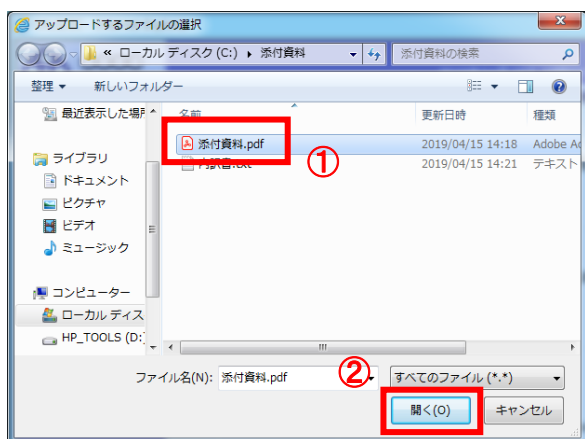 アップロードするファイルの選択
« ローカル ディスク (C:) ▸ 添付資料
添付資料の検索
整理 ▼ 新しいフォルダー
最近表示した場所
名前 更新日時 種類
添付資料.pdf 2019/04/15 14:18 Adobe Ac
2019/04/15 14:21 テキスト
①
ライブラリ
ドキュメント
ピクチャ
ビデオ
ミュージック
コンピューター
ローカル ディス
HP_TOOLS (D:)
②
ファイル名(N): 添付資料.pdf
すべてのファイル (*.*)
開く(O) キャンセル